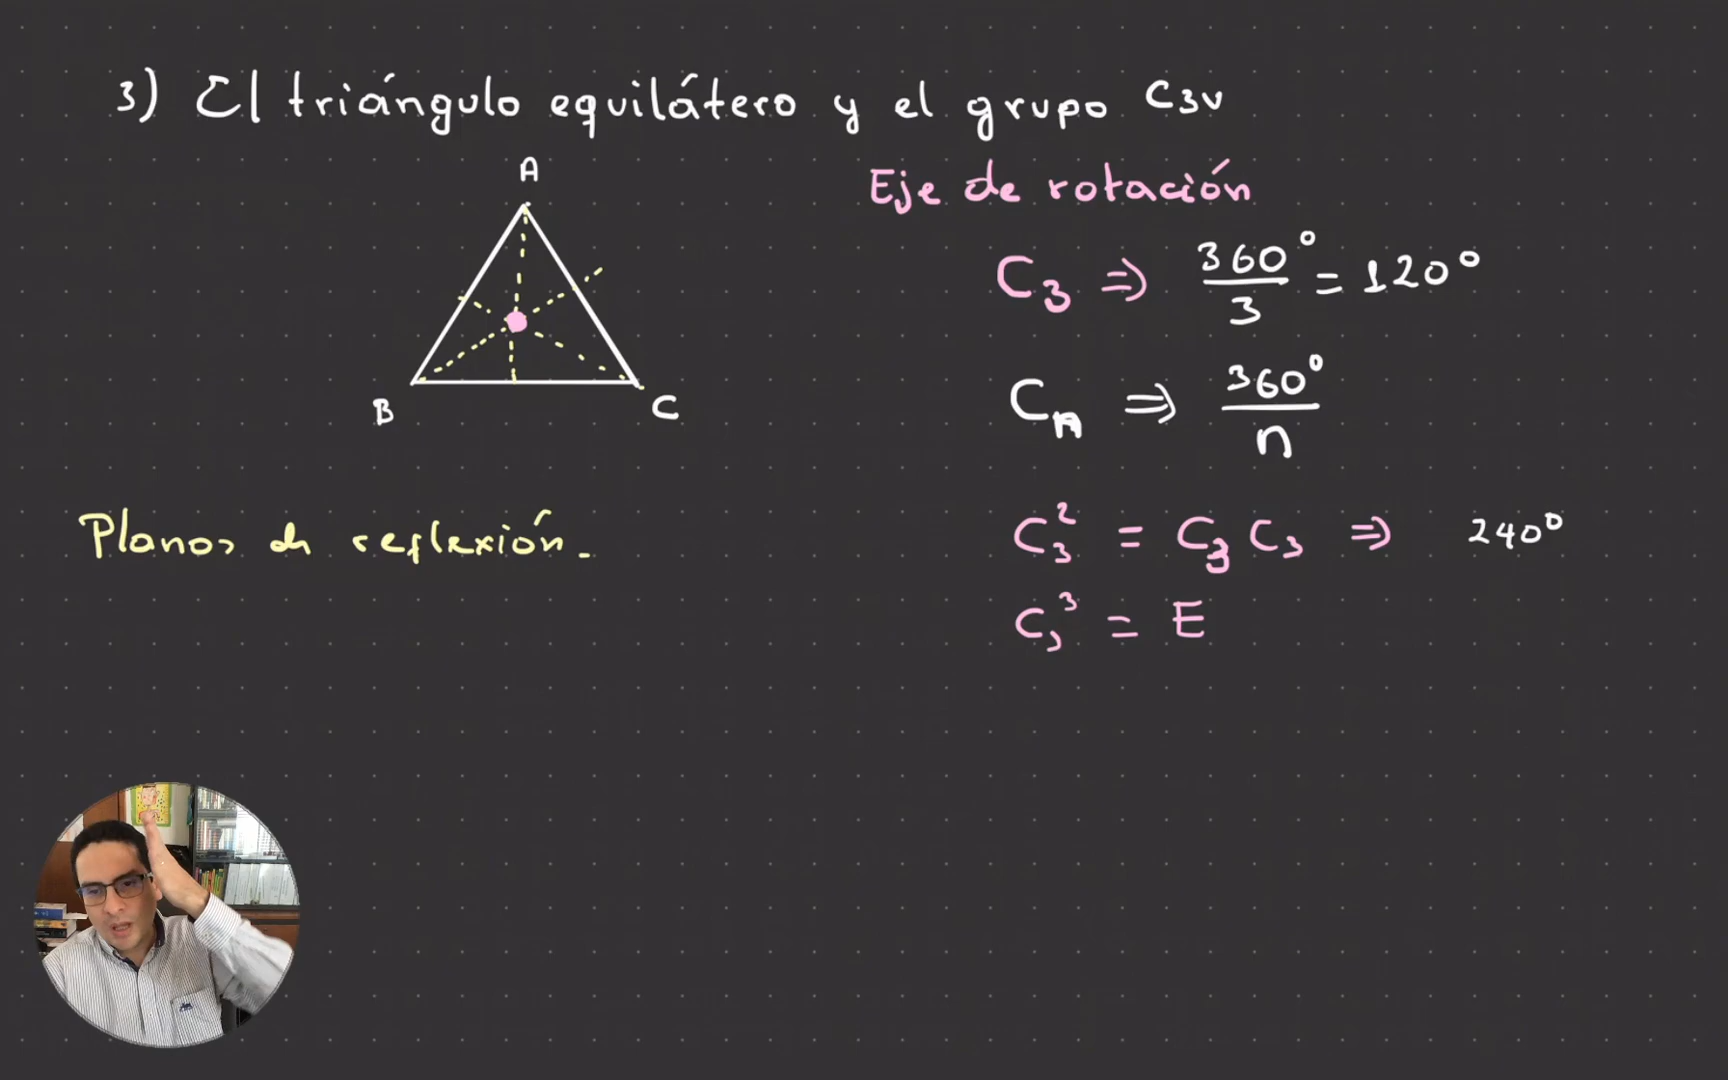 3) El triángulo equilátero y el grupo C3v
A
B
C
Eje de rotación
C₃ ⇒ 360°/3 = 120°
Cₙ ⇒ 360°/n
Planos de reflexión.
C₃² = C₃ C₃ ⇒ 240°
C₃³ = E